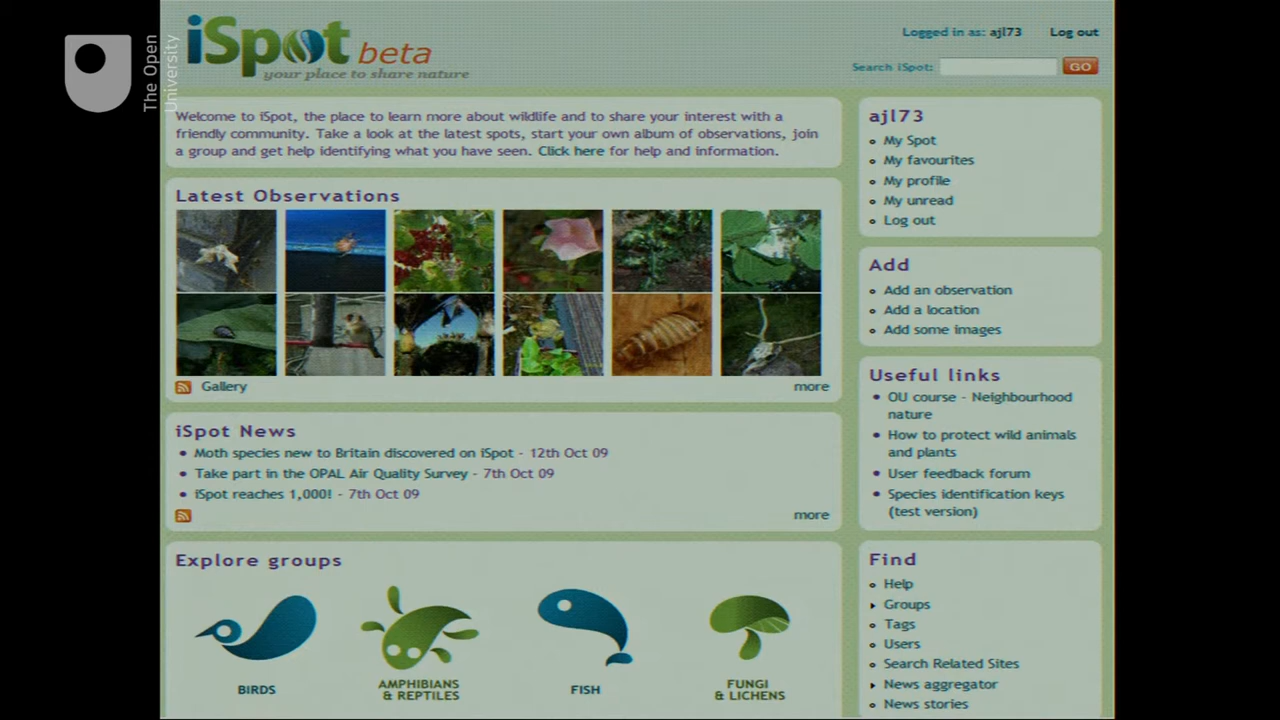 The Open
University
iSpot beta
your place to share nature
Logged in as: ajl73 Log out
Search iSpot: GO
Welcome to iSpot, the place to learn more about wildlife and to share your interest with a
friendly community. Take a look at the latest spots, start your own album of observations, join
a group and get help identifying what you have seen. Click here for help and information.
Latest Observations
Gallery
more
iSpot News
• Moth species new to Britain discovered on iSpot - 12th Oct 09
• Take part in the OPAL Air Quality Survey - 7th Oct 09
• iSpot reaches 1,000! - 7th Oct 09
more
Explore groups
BIRDS
AMPHIBIANS
& REPTILES
FISH
FUNGI
& LICHENS
ajl73
My Spot
My favourites
My profile
My unread
Log out
Add
Add an observation
Add a location
Add some images
Useful links
• OU course - Neighbourhood
nature
• How to protect wild animals
and plants
• User feedback forum
• Species identification keys
(test version)
Find
Help
Groups
Tags
Users
Search Related Sites
News aggregator
News stories